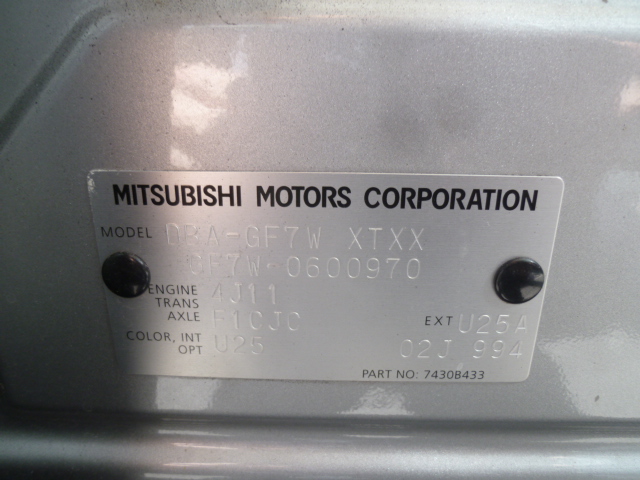 MITSUBISHI MOTORS CORPORATION
MODEL DBA-GF7W XTXX
GF7W-0600970
ENGINE 4J11
TRANS
AXLE F1CJC EXT U25A
COLOR, INT U25
OPT 02J 994
PART NO: 7430B433